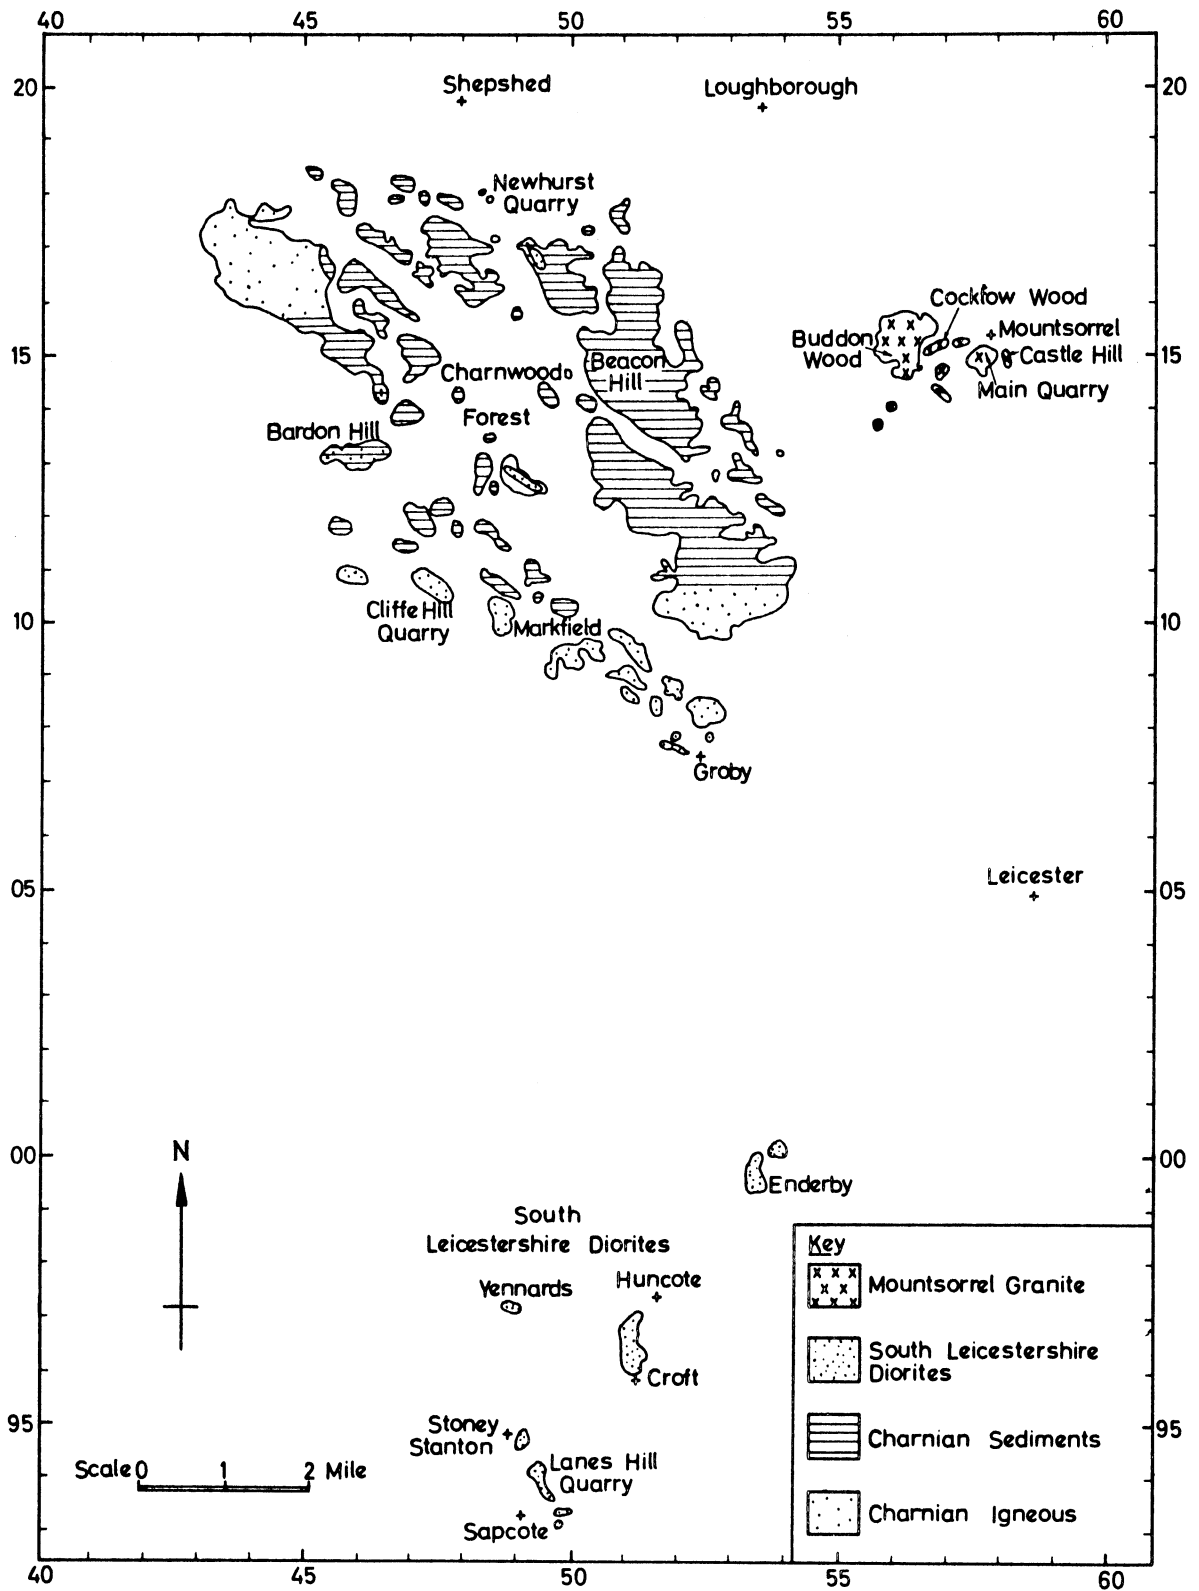 40 45 50 55 60
20 20
Shepshed
Loughborough
Newhurst
Quarry
Cockfow Wood
Mountsorrel
Buddon
Wood
Castle Hill
Main Quarry
15 15
Beacon
Hill
Charnwood
Forest
Bardon Hill
Cliffe Hill
Quarry
Markfield
10 10
Groby
Leicester
05 05
N
00 00
Enderby
South
Leicestershire Diorites
Yennards
Huncote
Croft
Stoney
Stanton
95 95
Lanes Hill
Quarry
Sapcote
Scale 0 1 2 Mile
Key
Mountsorrel Granite
South Leicestershire
Diorites
Charnian Sediments
Charnian Igneous
40 45 50 55 60